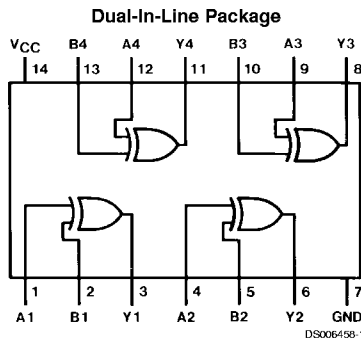 Dual-In-Line Package
VCC B4 A4 Y4 B3 A3 Y3
14 13 12 11 10 9 8
1 2 3 4 5 6 7
A1 B1 Y1 A2 B2 Y2 GND
DS006458-1